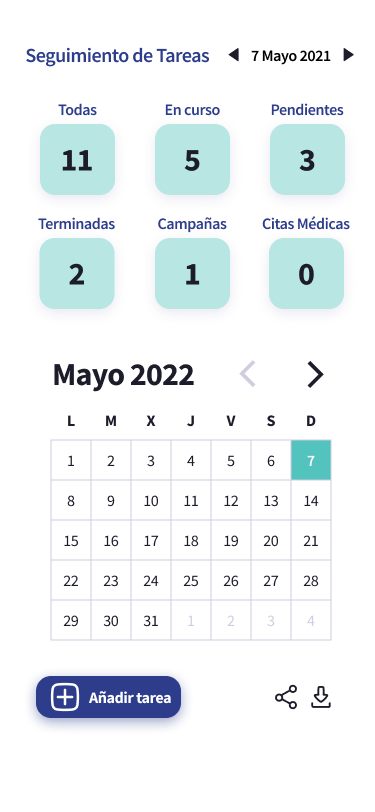 Seguimiento de Tareas 7 Mayo 2021
Todas En curso Pendientes
11 5 3
Terminadas Campañas Citas Médicas
2 1 0
Mayo 2022
L M X J V S D
1 2 3 4 5 6 7
8 9 10 11 12 13 14
15 16 17 18 19 20 21
22 23 24 25 26 27 28
29 30 31 1 2 3 4
Añadir tarea